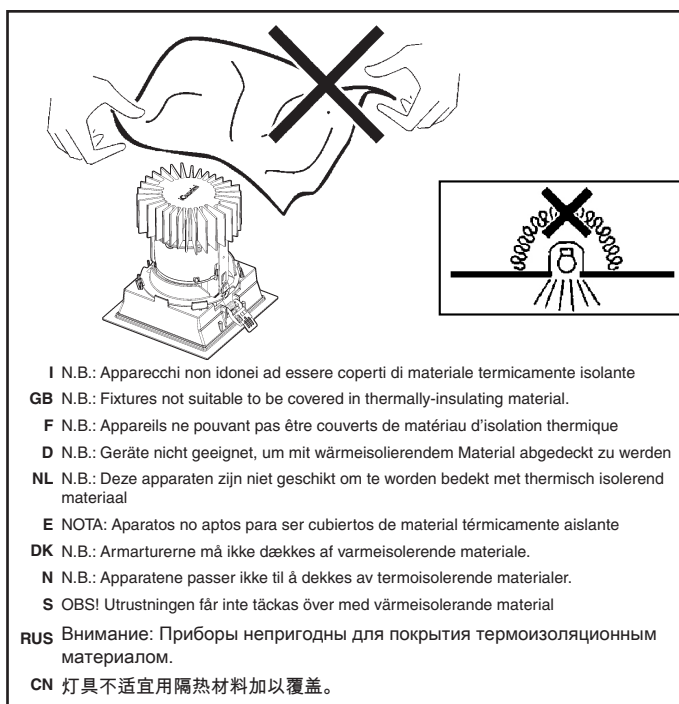 I N.B.: Apparecchi non idonei ad essere coperti di materiale termicamente isolante
GB N.B.: Fixtures not suitable to be covered in thermally-insulating material.
F N.B.: Appareils ne pouvant pas être couverts de matériau d'isolation thermique
D N.B.: Geräte nicht geeignet, um mit wärmeisolierendem Material abgedeckt zu werden
NL N.B.: Deze apparaten zijn niet geschikt om te worden bedekt met thermisch isolerend
materiaal
E NOTA: Aparatos no aptos para ser cubiertos de material térmicamente aislante
DK N.B.: Armarturerne må ikke dækkes af varmeisolerende materiale.
N N.B.: Apparatene passer ikke til å dekkes av termoisolerende materialer.
S OBS! Utrustningen får inte täckas över med värmeisolerande material
RUS Внимание: Приборы непригодны для покрытия термоизоляционным
материалом.
CN 灯具不适宜用隔热材料加以覆盖。